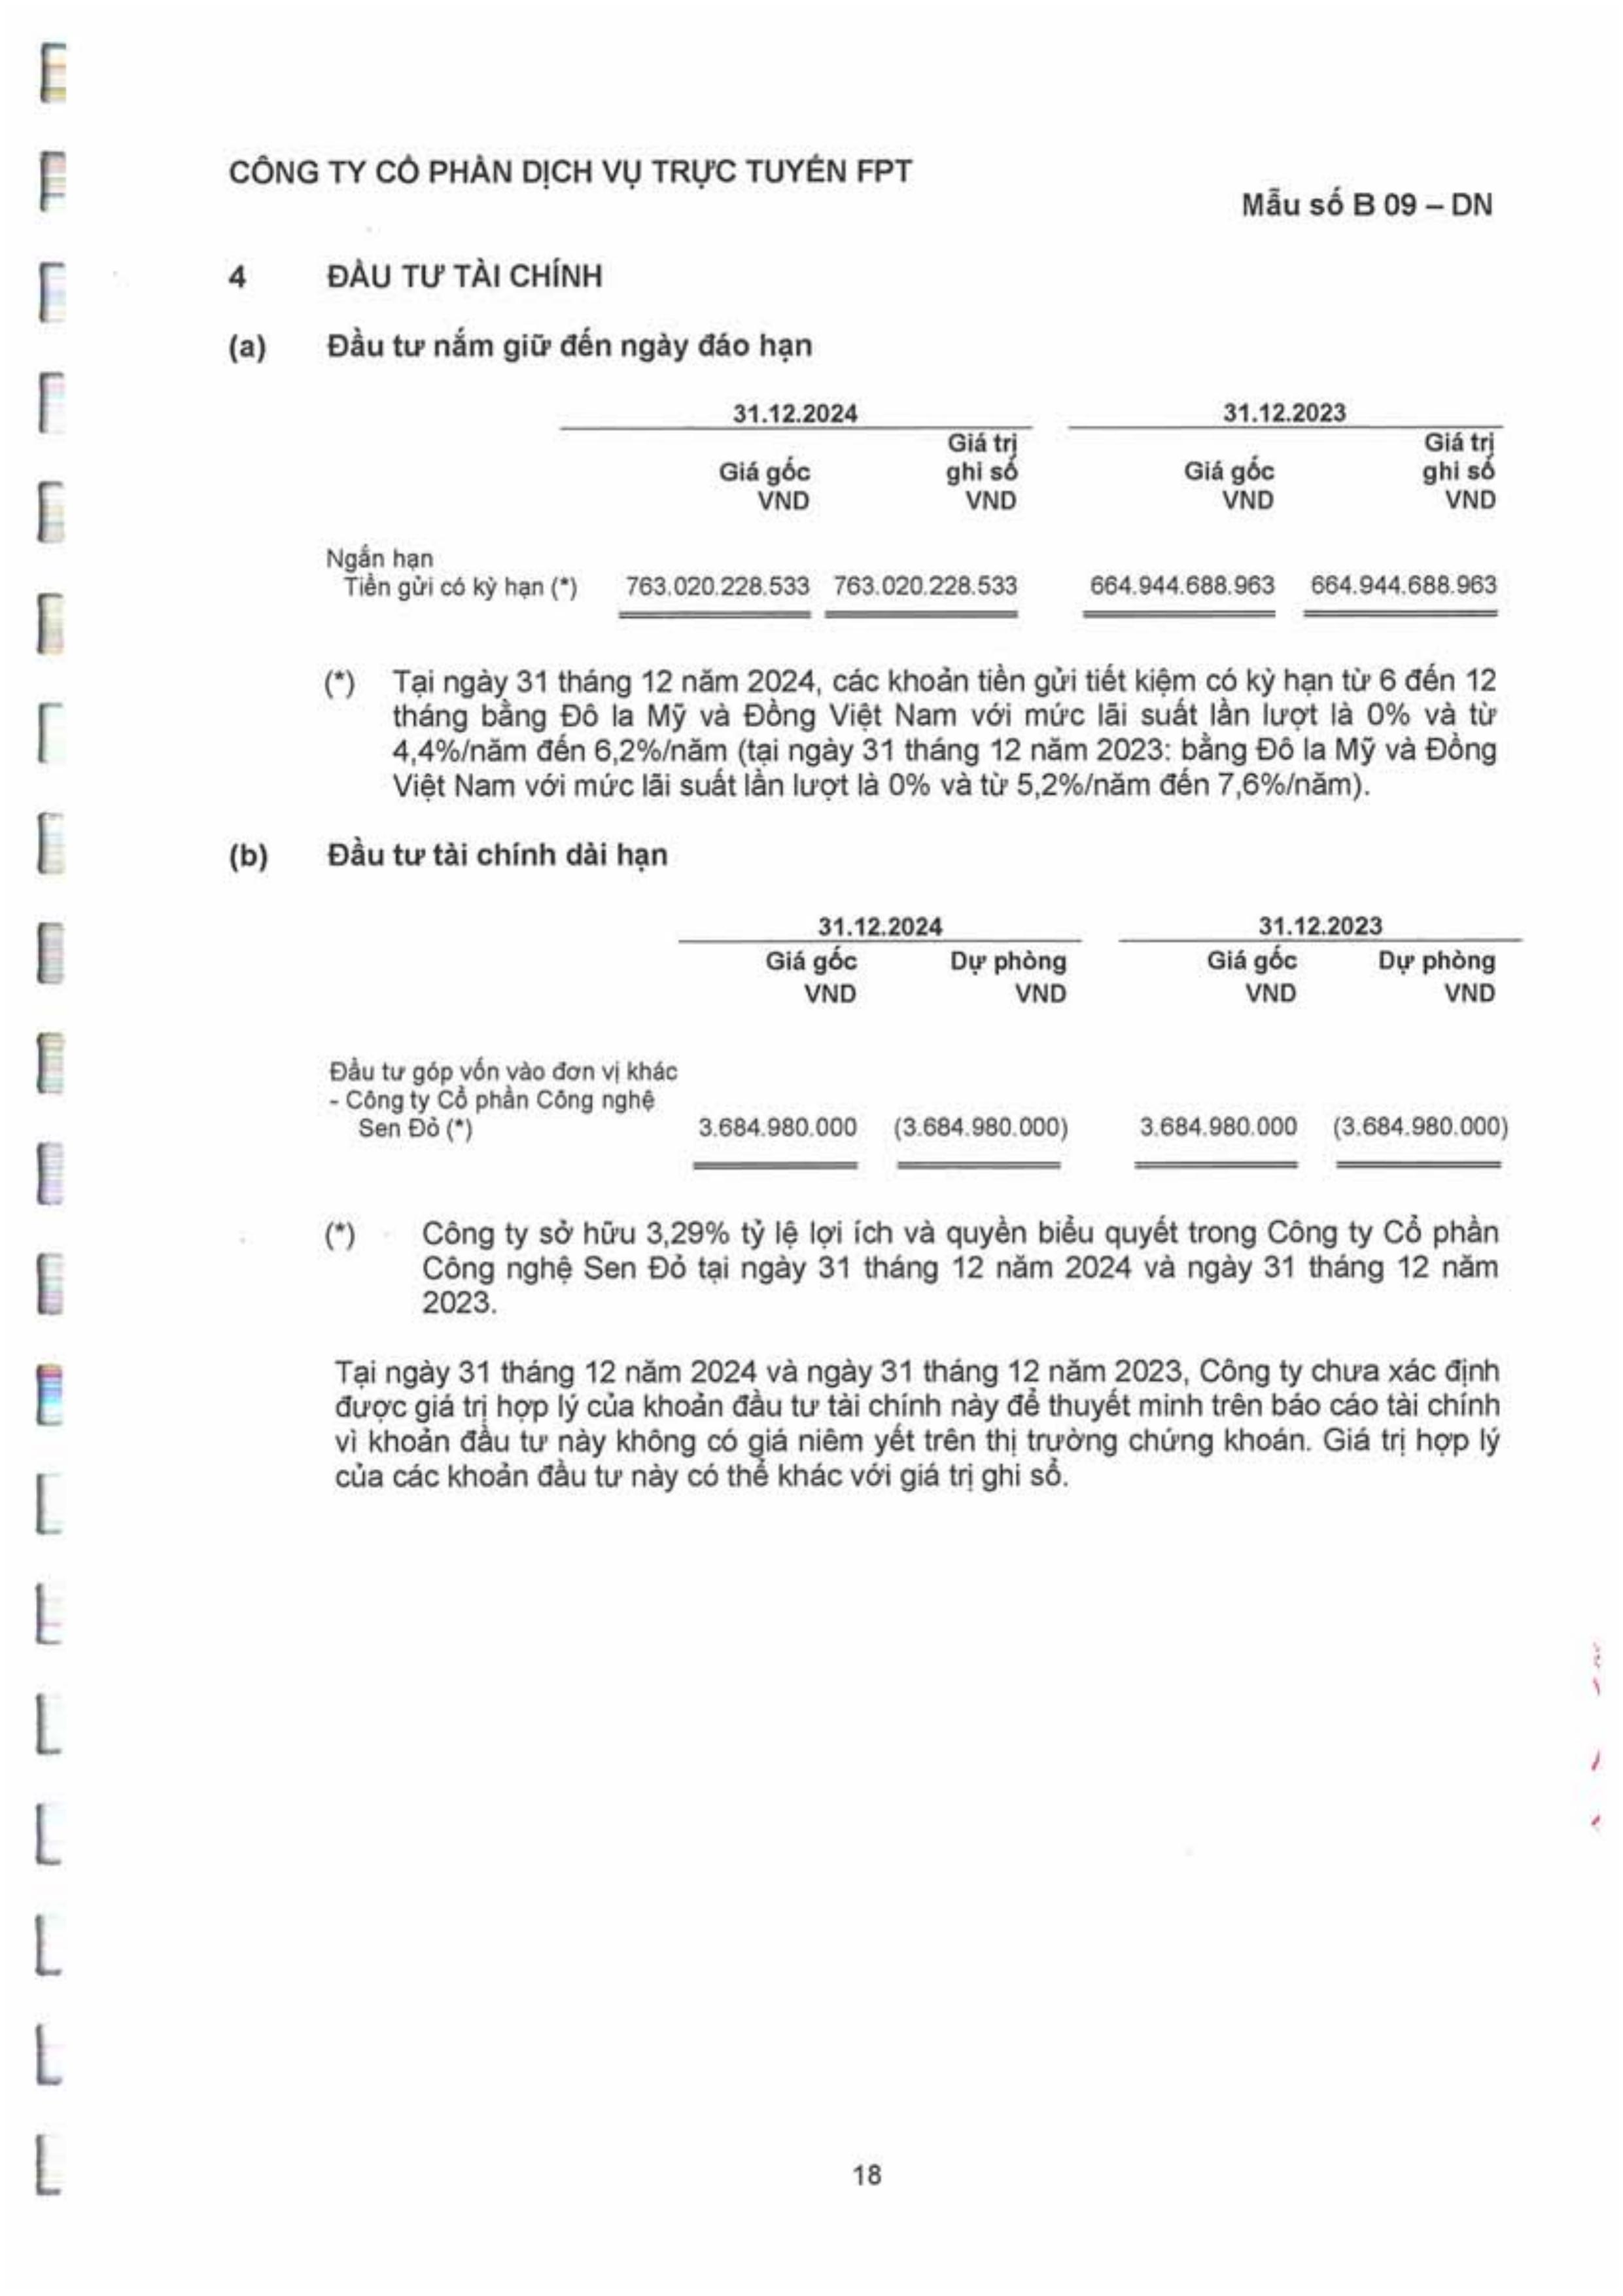 CÔNG TY CỔ PHẦN DỊCH VỤ TRỰC TUYẾN FPT
Mẫu số B 09 – DN
4 ĐẦU TƯ TÀI CHÍNH
(a) Đầu tư nắm giữ đến ngày đáo hạn
31.12.2024 31.12.2023
Giá trị Giá trị
Giá gốc ghi sổ Giá gốc ghi sổ
VND VND VND VND
Ngắn hạn
Tiền gửi có kỳ hạn (*) 763.020.228.533 763.020.228.533 664.944.688.963 664.944.688.963
(*) Tại ngày 31 tháng 12 năm 2024, các khoản tiền gửi tiết kiệm có kỳ hạn từ 6 đến 12
tháng bằng Đô la Mỹ và Đồng Việt Nam với mức lãi suất lần lượt là 0% và từ
4,4%/năm đến 6,2%/năm (tại ngày 31 tháng 12 năm 2023: bằng Đô la Mỹ và Đồng
Việt Nam với mức lãi suất lần lượt là 0% và từ 5,2%/năm đến 7,6%/năm).
(b) Đầu tư tài chính dài hạn
31.12.2024 31.12.2023
Giá gốc Dự phòng Giá gốc Dự phòng
VND VND VND VND
Đầu tư góp vốn vào đơn vị khác
- Công ty Cổ phần Công nghệ
Sen Đỏ (*) 3.684.980.000 (3.684.980.000) 3.684.980.000 (3.684.980.000)
(*) Công ty sở hữu 3,29% tỷ lệ lợi ích và quyền biểu quyết trong Công ty Cổ phần
Công nghệ Sen Đỏ tại ngày 31 tháng 12 năm 2024 và ngày 31 tháng 12 năm
2023.
Tại ngày 31 tháng 12 năm 2024 và ngày 31 tháng 12 năm 2023, Công ty chưa xác định
được giá trị hợp lý của khoản đầu tư tài chính này để thuyết minh trên báo cáo tài chính
vì khoản đầu tư này không có giá niêm yết trên thị trường chứng khoán. Giá trị hợp lý
của các khoản đầu tư này có thể khác với giá trị ghi sổ.
18